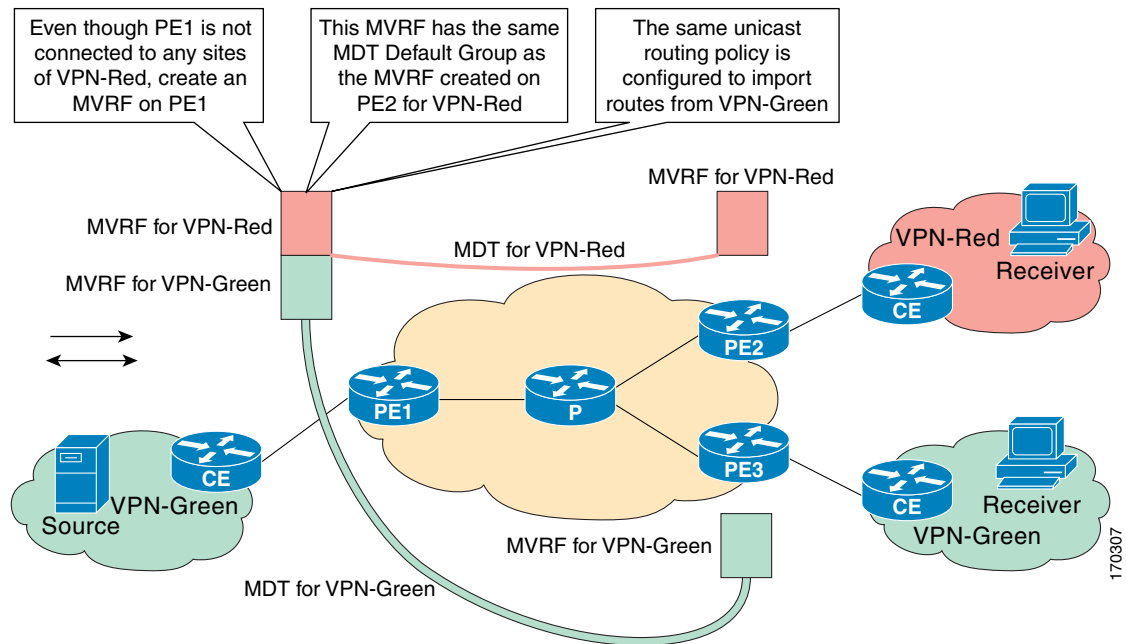 Even though PE1 is not
connected to any sites
of VPN-Red, create an
MVRF on PE1
This MVRF has the same
MDT Default Group as
the MVRF created on
PE2 for VPN-Red
The same unicast
routing policy is
configured to import
routes from VPN-Green
MVRF for VPN-Red
MVRF for VPN-Red
MDT for VPN-Red
VPN-Red
Receiver
CE
MVRF for VPN-Green
PE2
PE1
P
CE
VPN-Green
Source
PE3
CE
Receiver
VPN-Green
MVRF for VPN-Green
MDT for VPN-Green
170307